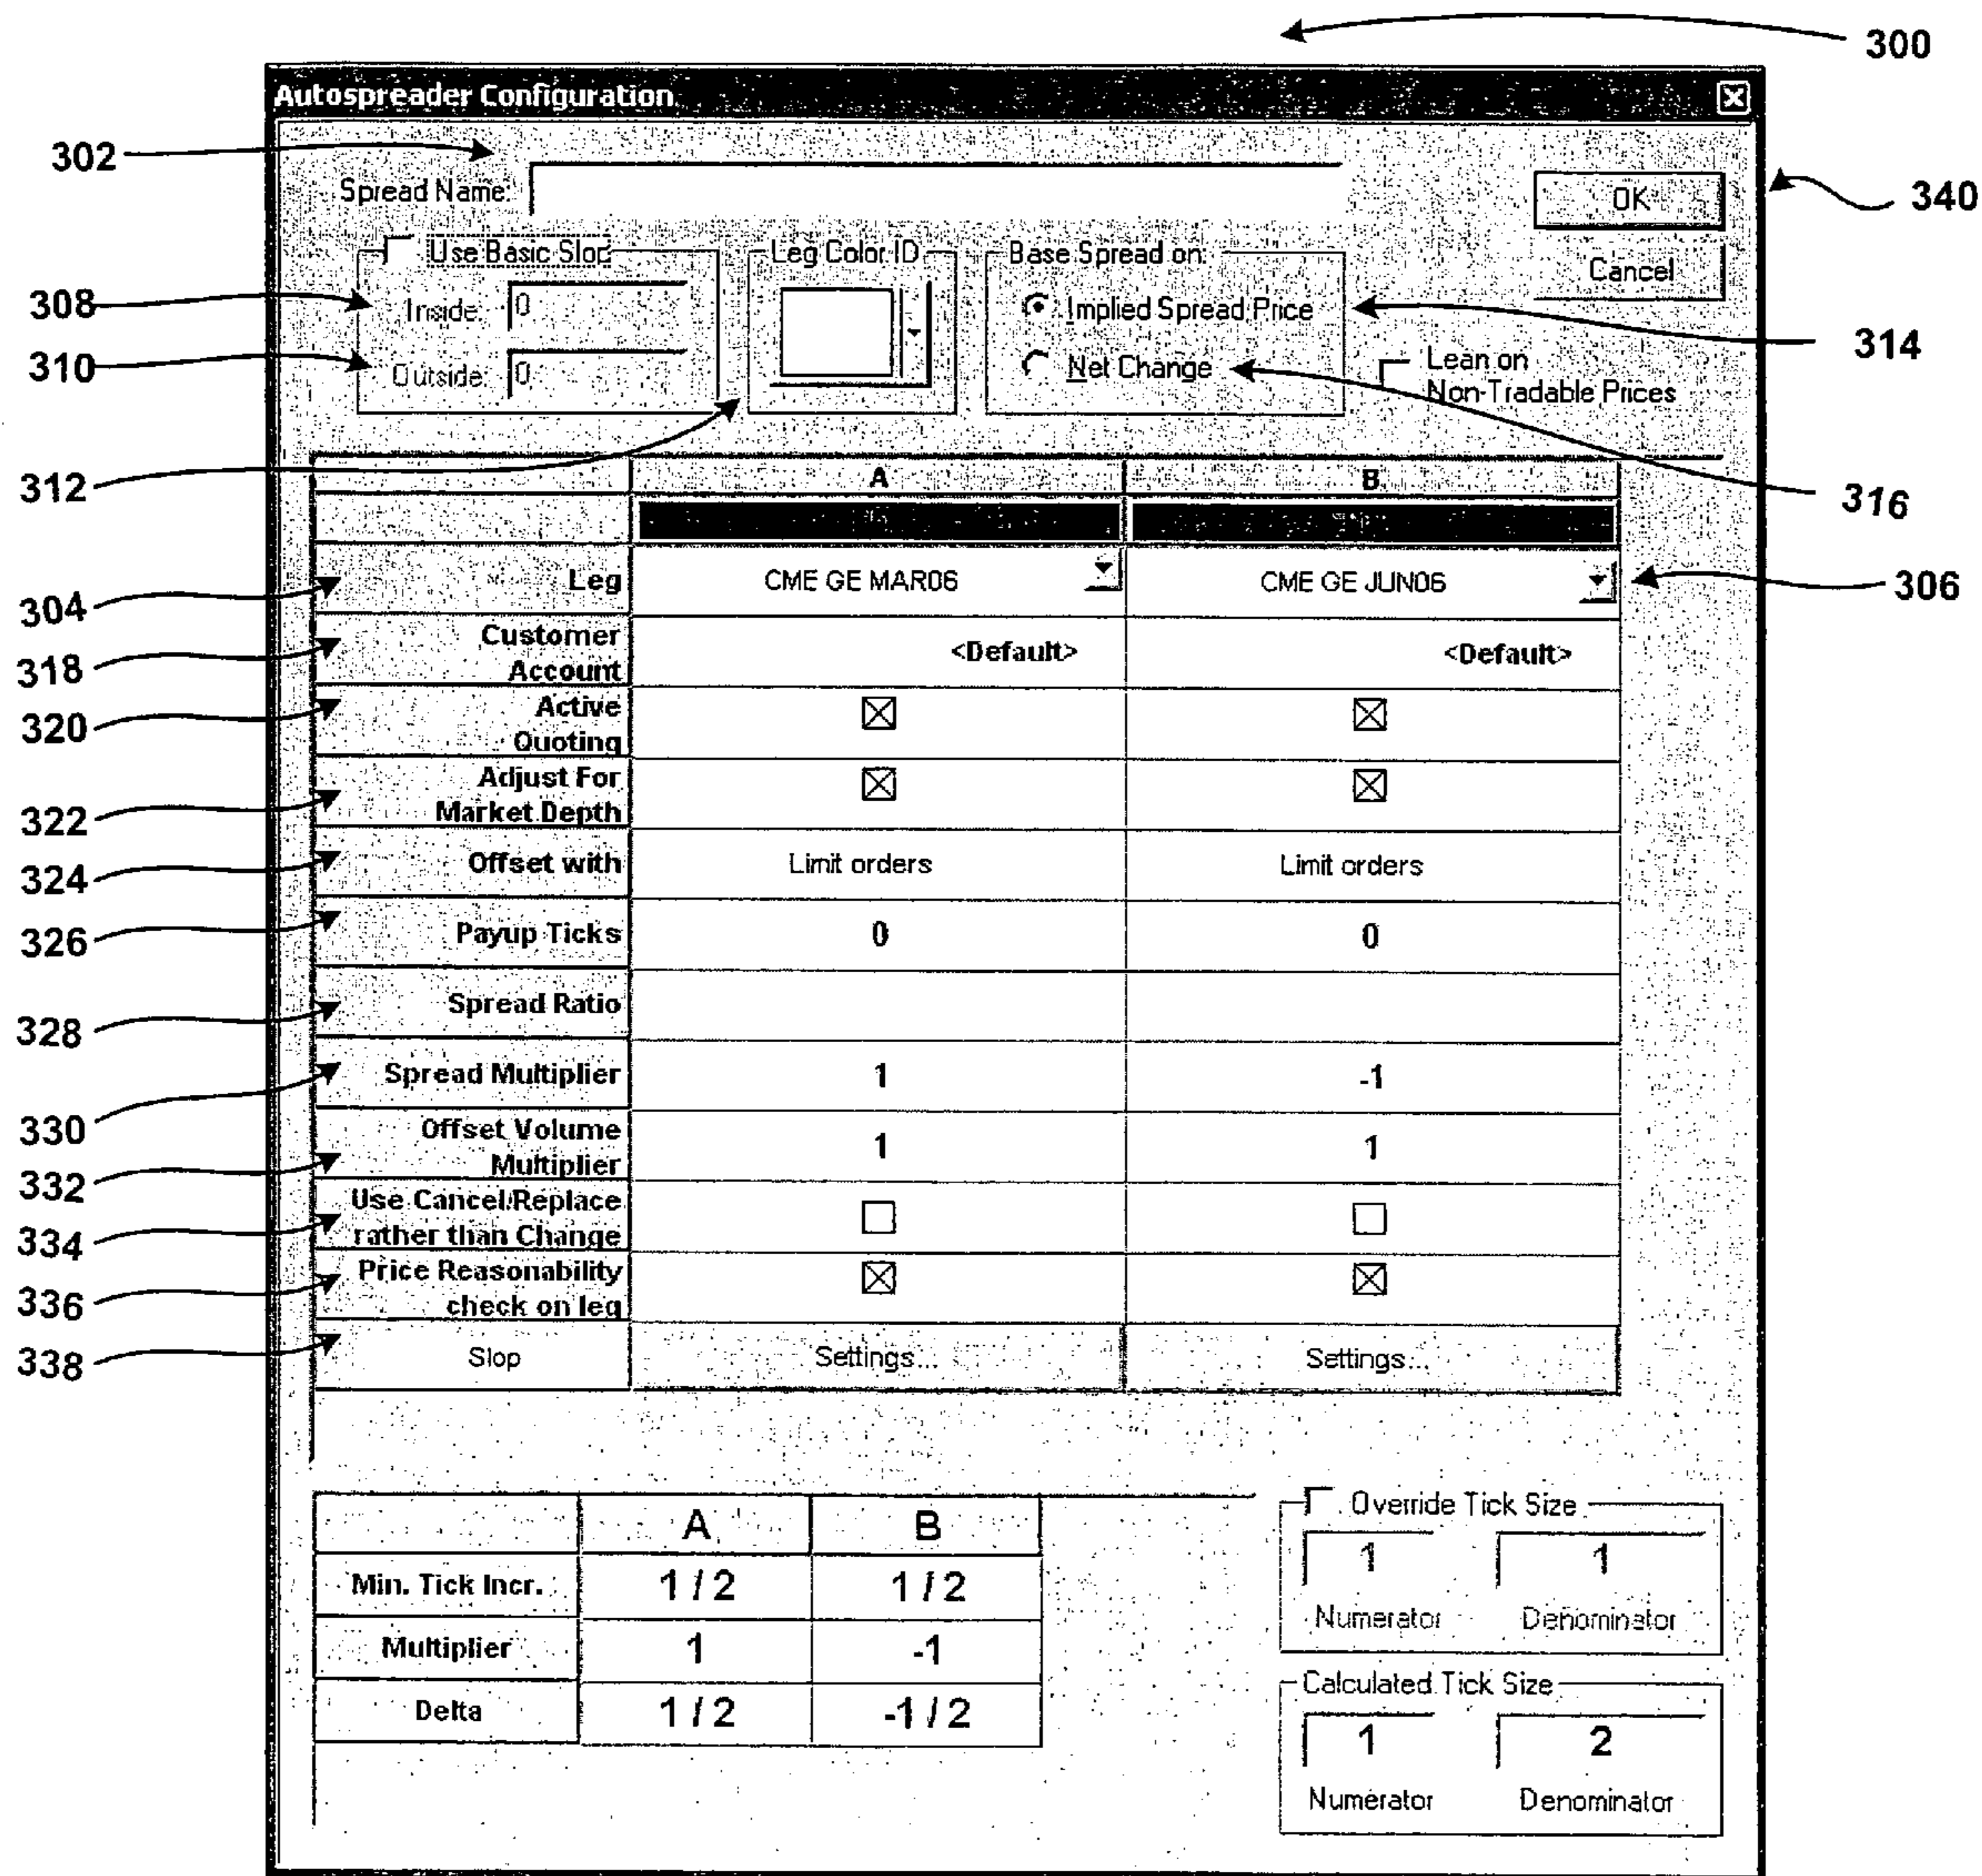 300
Autospreader Configuration
302
Spread Name:
OK
340
Use Basic Slop
Leg Color ID
Base Spread on:
Cancel
308
Inside: 0
Implied Spread Price
314
310
Outside: 0
Net Change
Lean on
Non-Tradable Prices
312
A B
316
304
Leg CME GE MAR06 CME GE JUN06
306
318
Customer
Account <Default> <Default>
320
Active
Quoting
322
Adjust For
Market Depth
324
Offset with Limit orders Limit orders
326
Payup Ticks 0 0
328
Spread Ratio
330
Spread Multiplier 1 -1
332
Offset Volume
Multiplier 1 1
334
Use Cancel/Replace
rather than Change
336
Price Reasonability
check on leg
338
Slop Settings... Settings...
A B
Min. Tick Incr. 1 / 2 1 / 2
Multiplier 1 -1
Delta 1 / 2 -1 / 2
Override Tick Size
1 1
Numerator Denominator
Calculated Tick Size
1 2
Numerator Denominator